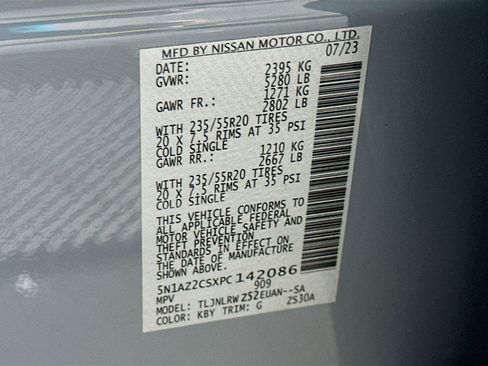 MFD BY NISSAN MOTOR CO., LTD.
DATE: 07/23
GVWR: 2395 KG
5280 LB
GAWR FR.: 1271 KG
2802 LB
WITH 235/55R20 TIRES
20 X 7.5 RIMS AT 35 PSI
COLD SINGLE
GAWR RR.: 1210 KG
2667 LB
WITH 235/55R20 TIRES
20 X 7.5 RIMS AT 35 PSI
COLD SINGLE
THIS VEHICLE CONFORMS TO
ALL APPLICABLE FEDERAL
MOTOR VEHICLE SAFETY AND
THEFT PREVENTION
STANDARDS IN EFFECT ON
THE DATE OF MANUFACTURE
SHOWN ABOVE.
5N1AZ2CSXPC142086
MPV 909
MODEL: TLJNLRWZ52EUAN--SA
COLOR: KBY TRIM: G ZS30A